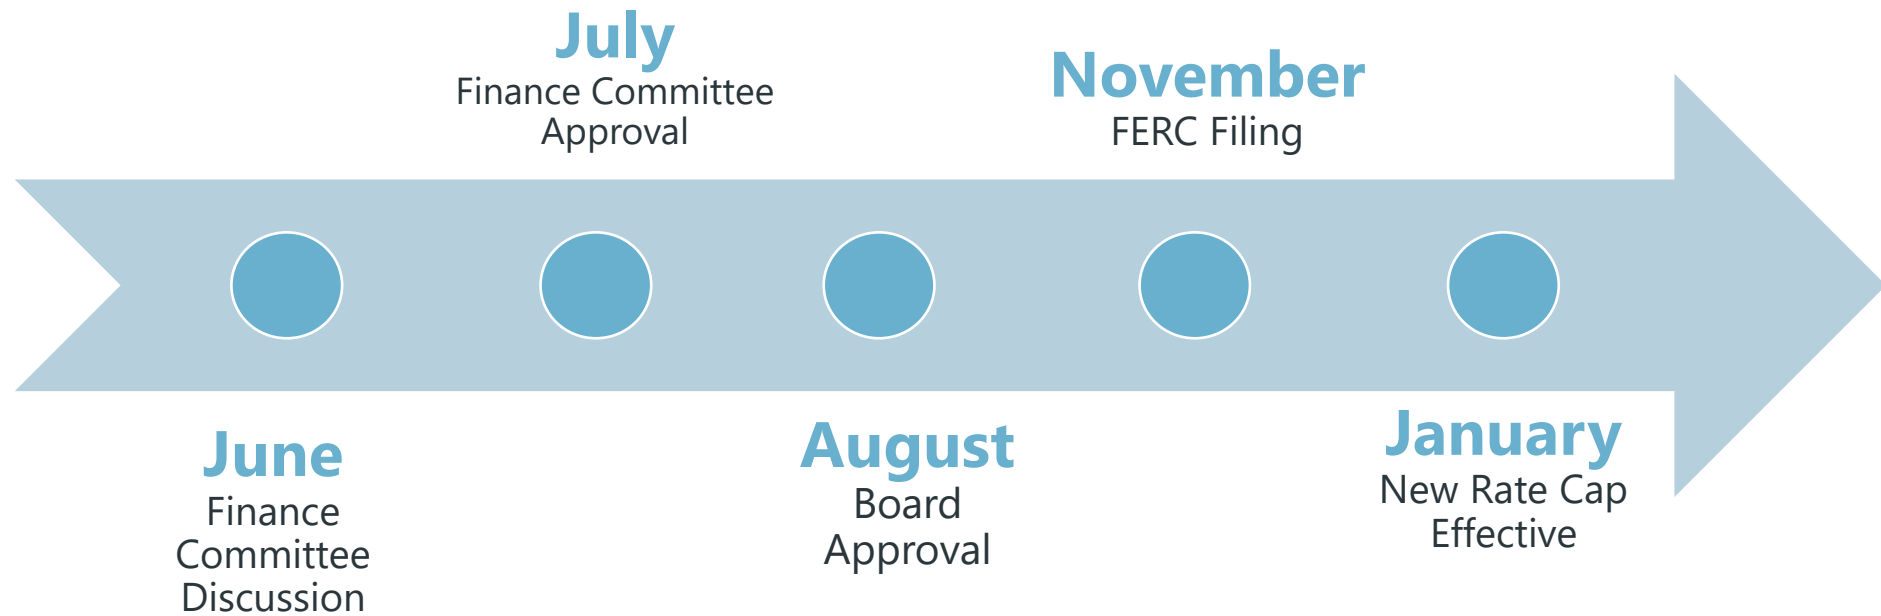 July
Finance Committee
Approval
November
FERC Filing
June
Finance
Committee
Discussion
August
Board
Approval
January
New Rate Cap
Effective